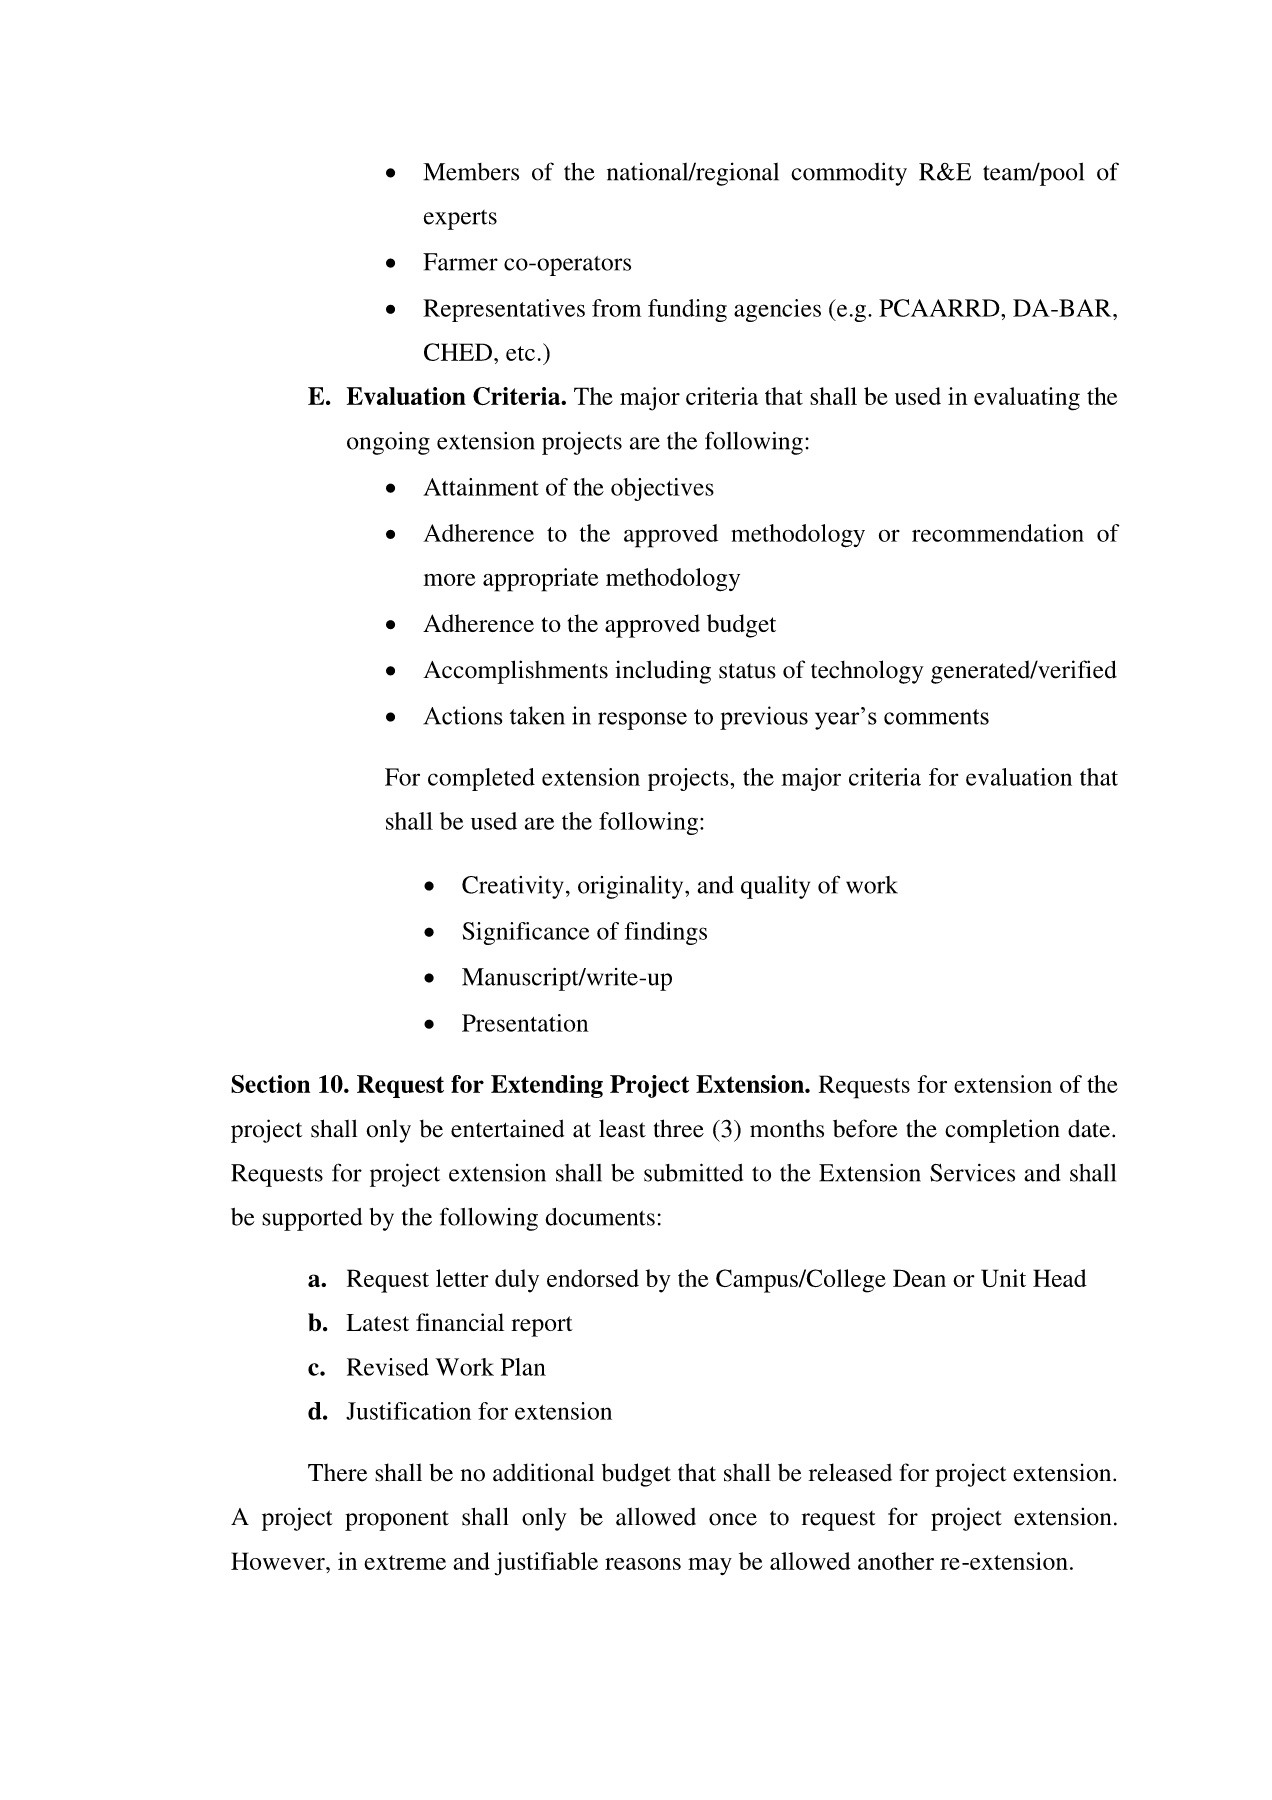 • Members of the national/regional commodity R&E team/pool of
experts
• Farmer co-operators
• Representatives from funding agencies (e.g. PCAARRD, DA-BAR,
CHED, etc.)
E. Evaluation Criteria. The major criteria that shall be used in evaluating the
ongoing extension projects are the following:
• Attainment of the objectives
• Adherence to the approved methodology or recommendation of
more appropriate methodology
• Adherence to the approved budget
• Accomplishments including status of technology generated/verified
• Actions taken in response to previous year’s comments
For completed extension projects, the major criteria for evaluation that
shall be used are the following:
• Creativity, originality, and quality of work
• Significance of findings
• Manuscript/write-up
• Presentation
Section 10. Request for Extending Project Extension. Requests for extension of the
project shall only be entertained at least three (3) months before the completion date.
Requests for project extension shall be submitted to the Extension Services and shall
be supported by the following documents:
a. Request letter duly endorsed by the Campus/College Dean or Unit Head
b. Latest financial report
c. Revised Work Plan
d. Justification for extension
There shall be no additional budget that shall be released for project extension.
A project proponent shall only be allowed once to request for project extension.
However, in extreme and justifiable reasons may be allowed another re-extension.